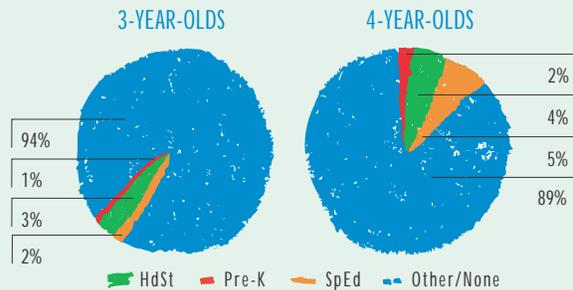 3-YEAR-OLDS
4-YEAR-OLDS
94%
1%
3%
2%
2%
4%
5%
89%
HdSt Pre-K SpEd Other/None